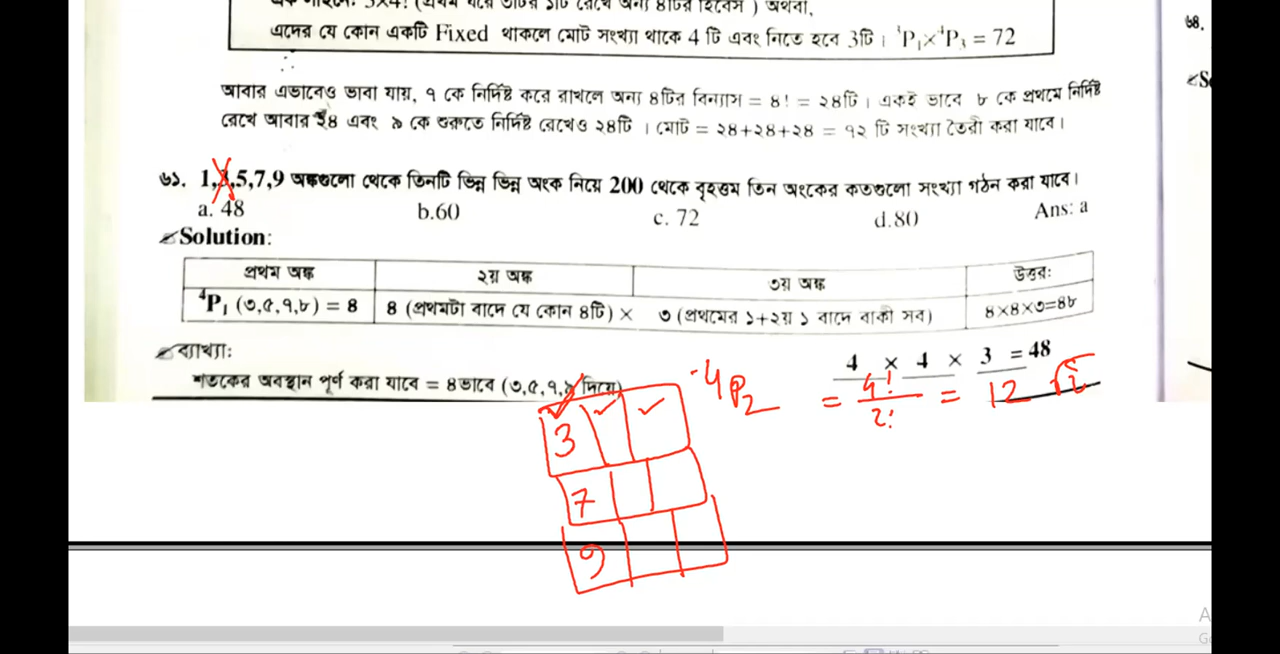 এদের যে কোন একটি Fixed থাকলে মোট সংখ্যা থাকে 4 টি এবং নিতে হবে 3টি। ³P₁×⁴P₃ = 72
৬৪.
আবার এভাবেও ভাবা যায়, ৭ কে নির্দিষ্ট করে রাখলে অন্য ৪টির বিন্যাস = ৪! = ২৪টি। একই ভাবে ৮ কে প্রথমে নির্দিষ্ট
রেখে আবার ২৪ এবং ৯ কে শুরুতে নির্দিষ্ট রেখেও ২৪টি। মোট = ২৪+২৪+২৪ = ৭২ টি সংখ্যা তৈরী করা যাবে।
৬১. 1,3,5,7,9 অঙ্কগুলো থেকে তিনটি ভিন্ন ভিন্ন অংক নিয়ে 200 থেকে বৃহত্তম তিন অংকের কতগুলো সংখ্যা গঠন করা যাবে।
a. 48 b.60 c. 72 d.80 Ans: a
Solution:
প্রথম অঙ্ক ২য় অঙ্ক ৩য় অঙ্ক উত্তর:
⁴P₁ (৩,৫,৭,৮) = 8 8 (প্রথমটা বাদে যে কোন ৪টি) × ৩ (প্রথমের ১+২য় ১ বাদে বাকী সব) ৪×৪×৩=৪৮
ব্যাখ্যা:
4 × 4 × 3 = 48
শতকের অবস্থান পূর্ণ করা যাবে = ৪ভাবে (৩,৫,৭,৯ দিয়ে)
4P2 = 4!/2! = 12
3
7
9